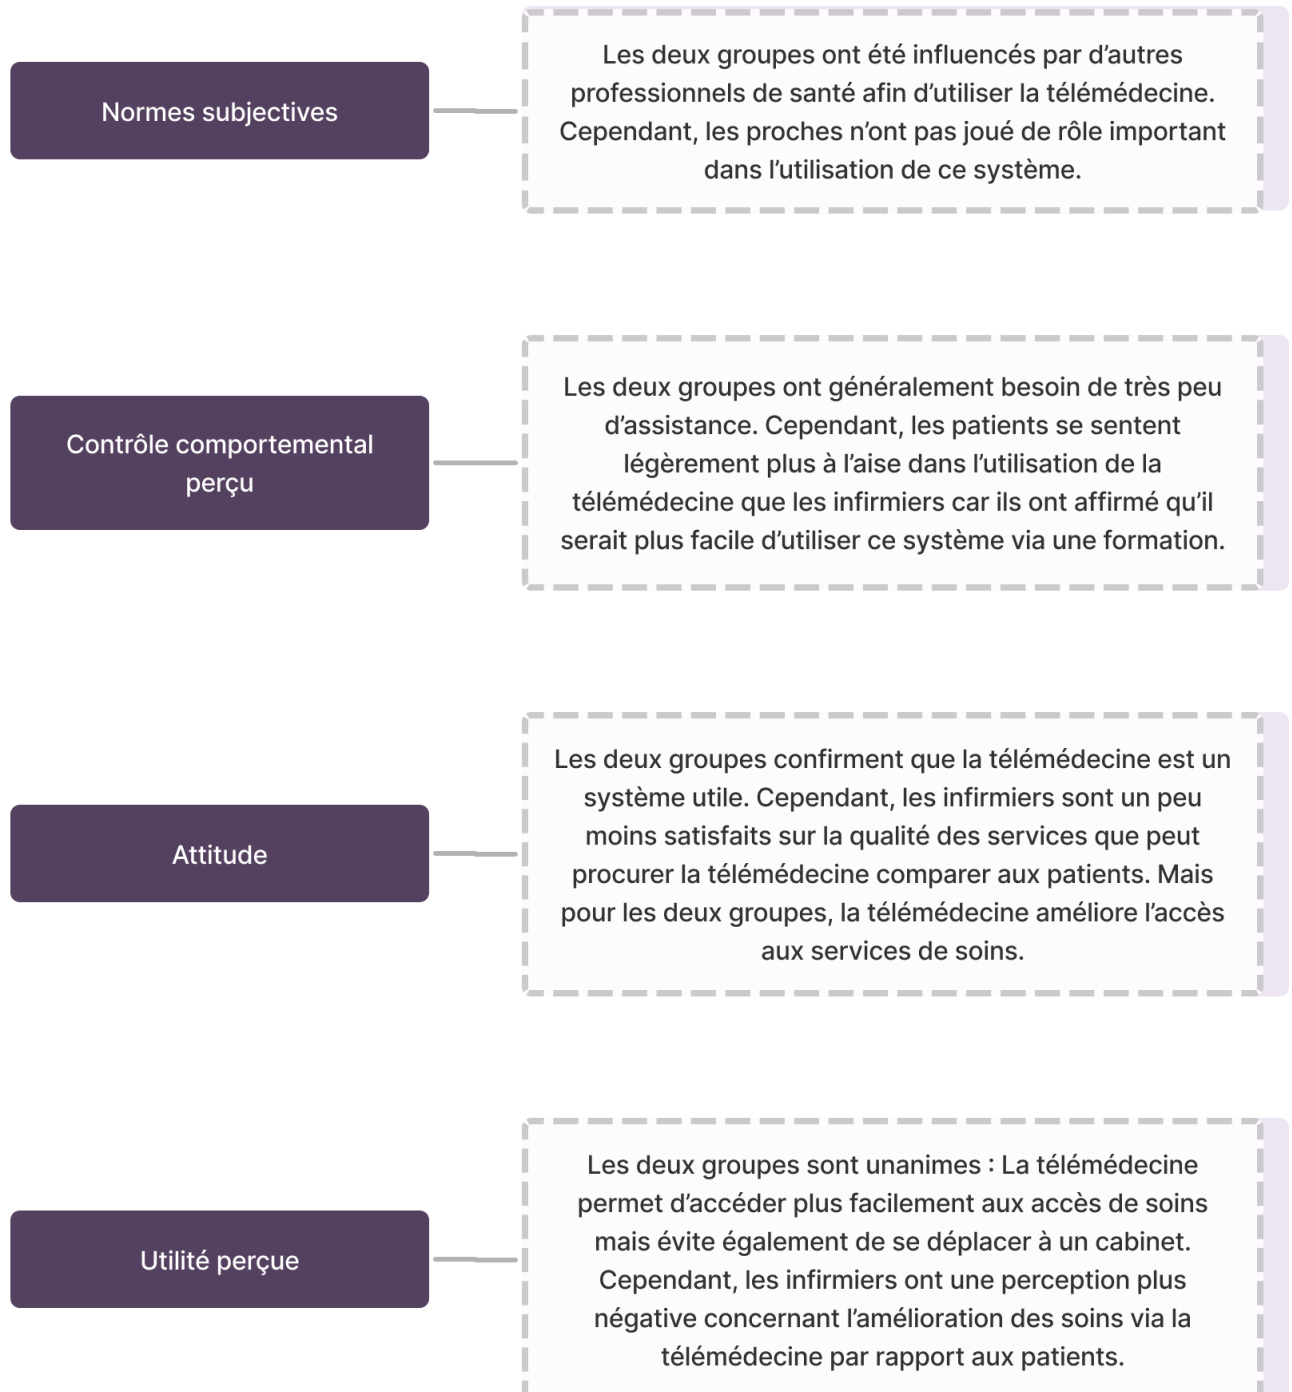 Normes subjectives
Les deux groupes ont été influencés par d’autres
professionnels de santé afin d’utiliser la télémédecine.
Cependant, les proches n’ont pas joué de rôle important
dans l’utilisation de ce système.
Contrôle comportemental
perçu
Les deux groupes ont généralement besoin de très peu
d’assistance. Cependant, les patients se sentent
légèrement plus à l’aise dans l’utilisation de la
télémédecine que les infirmiers car ils ont affirmé qu’il
serait plus facile d’utiliser ce système via une formation.
Attitude
Les deux groupes confirment que la télémédecine est un
système utile. Cependant, les infirmiers sont un peu
moins satisfaits sur la qualité des services que peut
procurer la télémédecine comparer aux patients. Mais
pour les deux groupes, la télémédecine améliore l’accès
aux services de soins.
Utilité perçue
Les deux groupes sont unanimes : La télémédecine
permet d’accéder plus facilement aux accès de soins
mais évite également de se déplacer à un cabinet.
Cependant, les infirmiers ont une perception plus
négative concernant l’amélioration des soins via la
télémédecine par rapport aux patients.